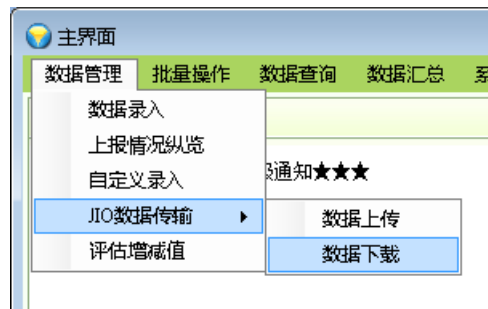 主界面
数据管理 批量操作 数据查询 数据汇总
数据录入
上报情况纵览
通知★★★
自定义录入
JIO数据传输
数据上传
评估增减值
数据下载